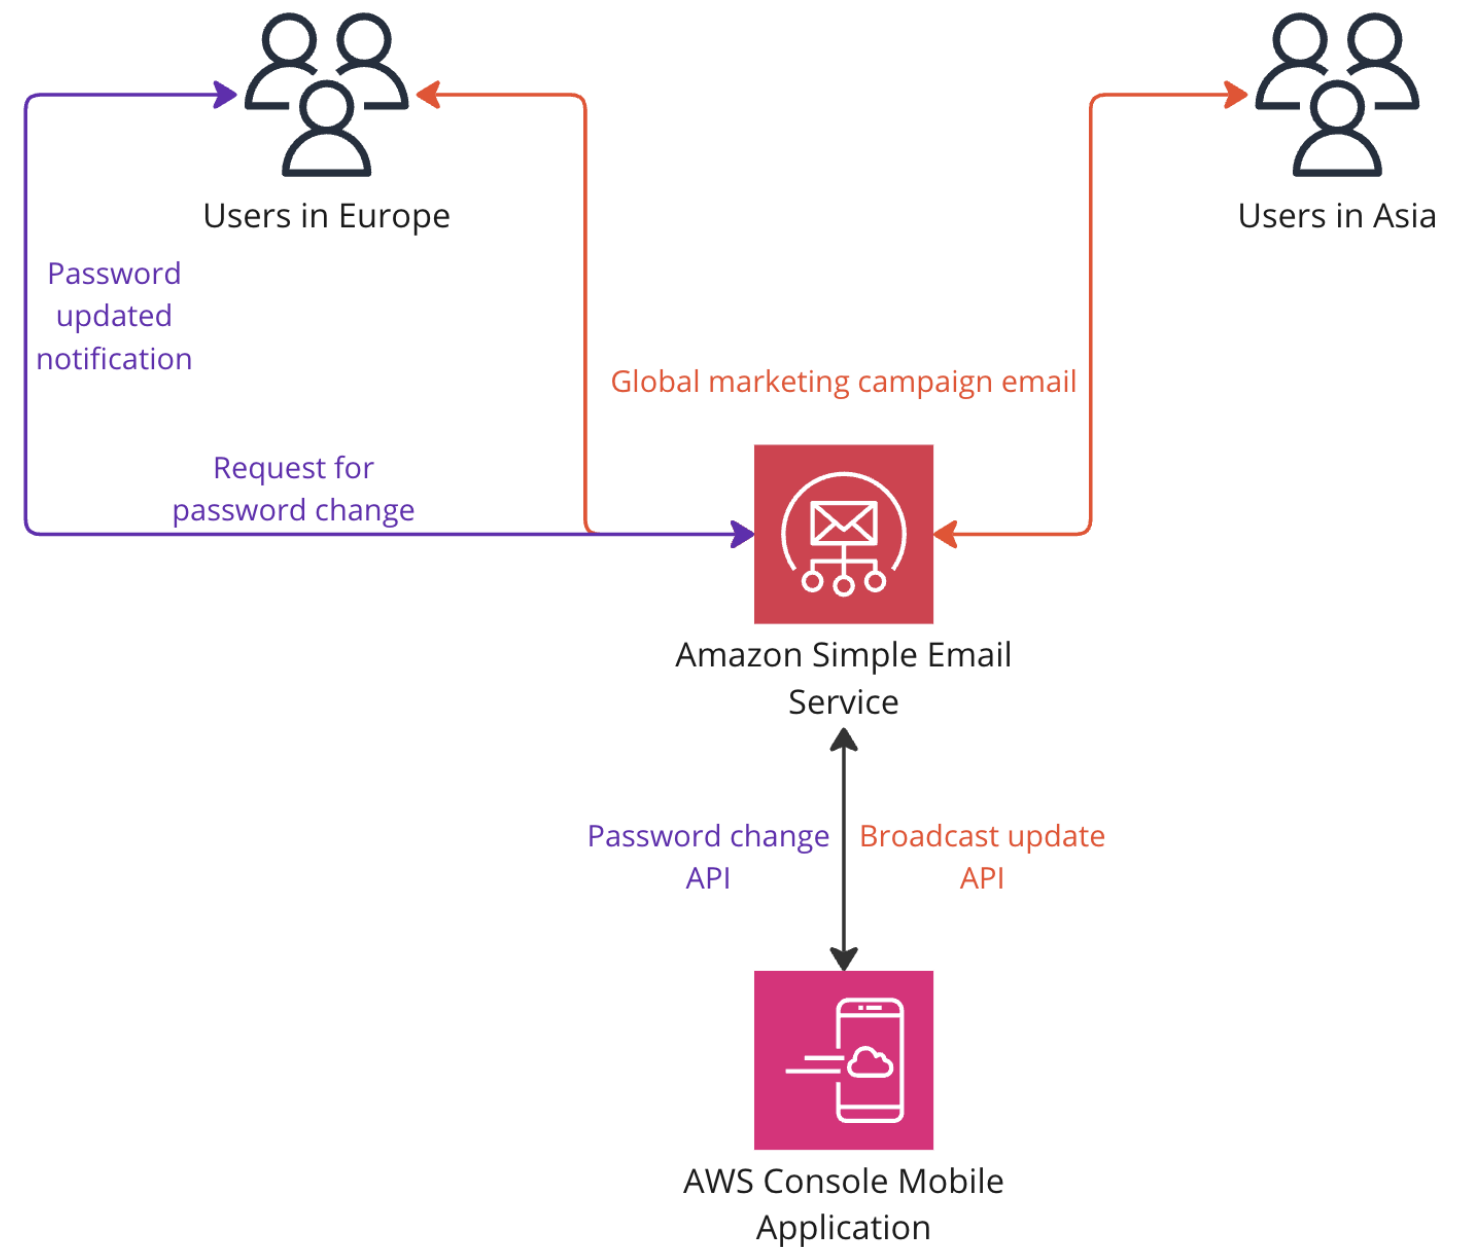 Users in Europe
Users in Asia
Password
updated
notification
Global marketing campaign email
Request for
password change
Amazon Simple Email
Service
Password change
API
Broadcast update
API
AWS Console Mobile
Application